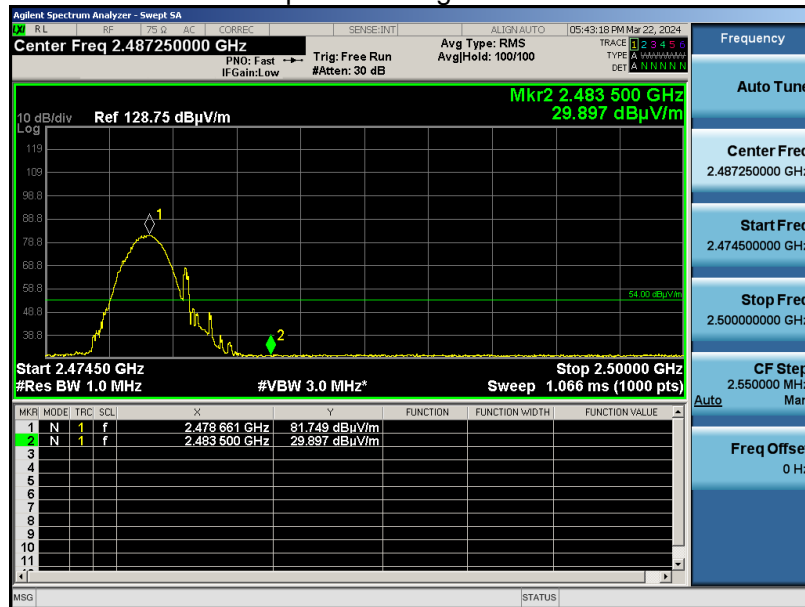 Agilent Spectrum Analyzer - Swept SA
LXI RL RF 75 Ω AC CORREC SENSE:INT ALIGN AUTO 05:43:18 PM Mar 22, 2024
Center Freq 2.487250000 GHz
PNO: Fast
IFGain:Low
Trig: Free Run
#Atten: 30 dB
Avg Type: RMS
Avg|Hold: 100/100
TRACE 1 2 3 4 5 6
TYPE A WWWWW
DET A N N N N N
Mkr2 2.483 500 GHz
29.897 dBµV/m
10 dB/div Ref 128.75 dBµV/m
Log
119
109
98.8
88.8
78.8
68.8
58.8
48.8
38.8
1
2
54.00 dBµV/m
Start 2.47450 GHz Stop 2.50000 GHz
#Res BW 1.0 MHz #VBW 3.0 MHz* Sweep 1.066 ms (1000 pts)
MKR MODE TRC SCL X Y FUNCTION FUNCTION WIDTH FUNCTION VALUE
1 N 1 f 2.478 661 GHz 81.749 dBµV/m
2 N 1 f 2.483 500 GHz 29.897 dBµV/m
3
4
5
6
7
8
9
10
11
MSG STATUS
Frequency
Auto Tune
Center Freq
2.487250000 GHz
Start Freq
2.474500000 GHz
Stop Freq
2.500000000 GHz
CF Step
2.550000 MHz
Auto Man
Freq Offset
0 Hz